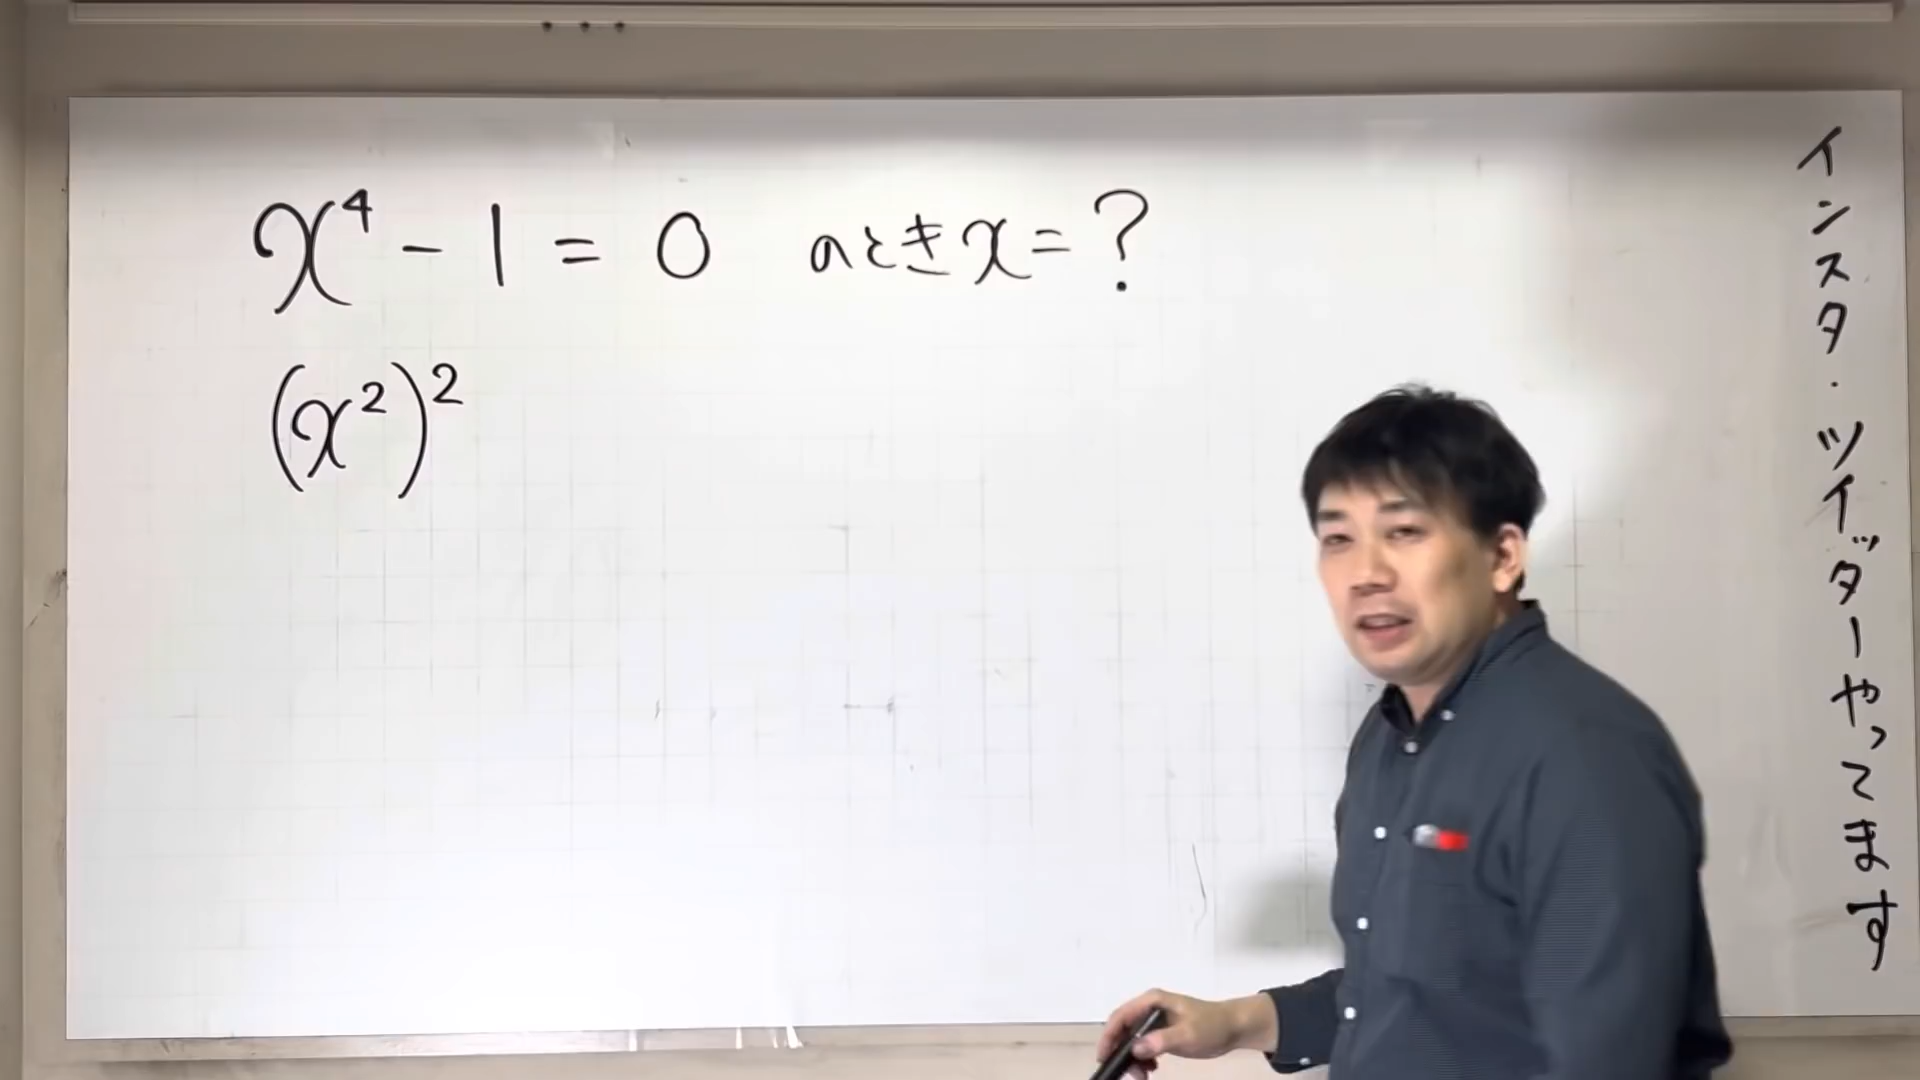 x⁴ - 1 = 0 のとき x = ?
(x²)²
インスタ・ツイッターやってます